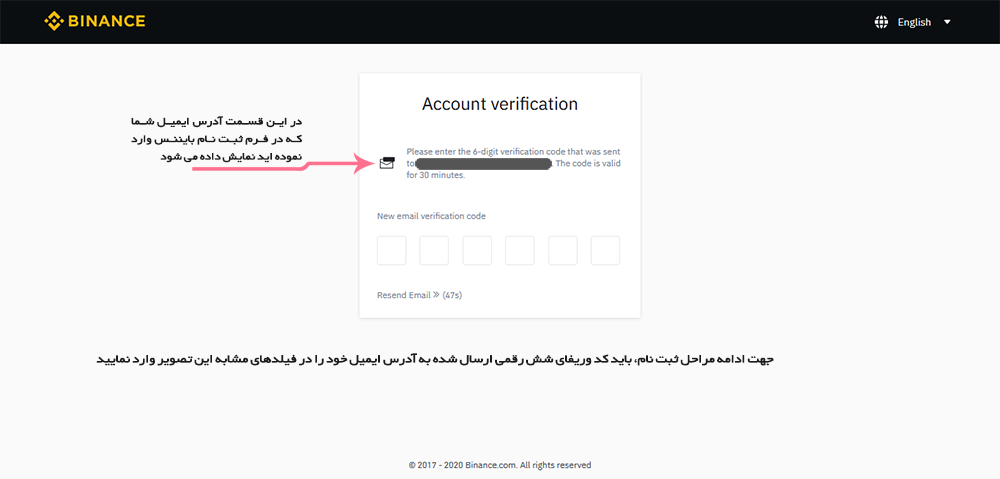 BINANCE
English
Account verification
در این قسمت آدرس ایمیل شما
که در فرم ثبت نام بایننس وارد
نموده اید نمایش داده می شود
Please enter the 6-digit verification code that was sent
to . The code is valid
for 30 minutes.
New email verification code
Resend Email » (47s)
جهت ادامه مراحل ثبت نام، باید کد وریفای شش رقمی ارسال شده به آدرس ایمیل خود را در فیلدهای مشابه این تصویر وارد نمایید
© 2017 - 2020 Binance.com. All rights reserved